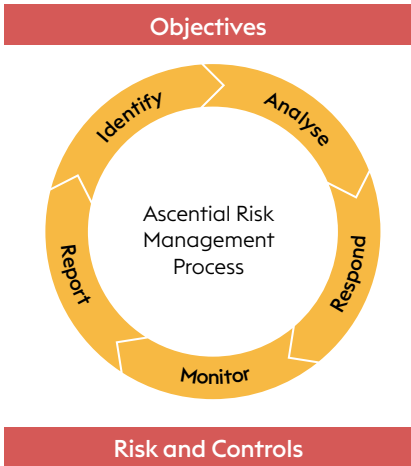 Objectives
Identify
Analyse
Respond
Monitor
Report
Ascential Risk
Management
Process
Risk and Controls